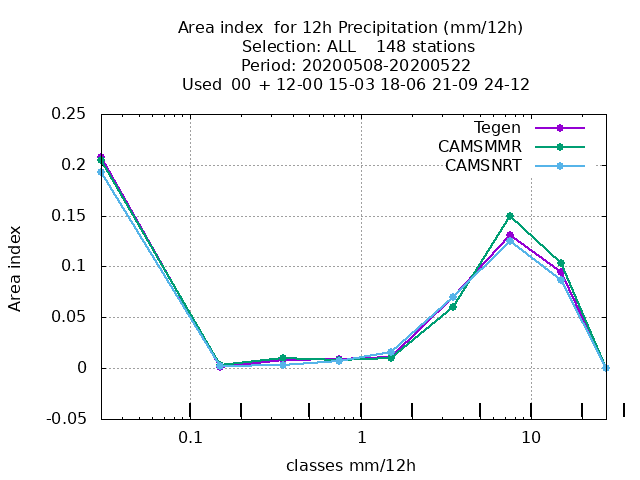 Area index  for 12h Precipitation (mm/12h)
Selection: ALL    148 stations
Period: 20200508-20200522
Used  00 + 12-00 15-03 18-06 21-09 24-12
0.25
0.2
0.15
0.1
0.05
0
-0.05
Area index
Tegen
CAMSMMR
CAMSNRT
0.1
1
10
classes mm/12h